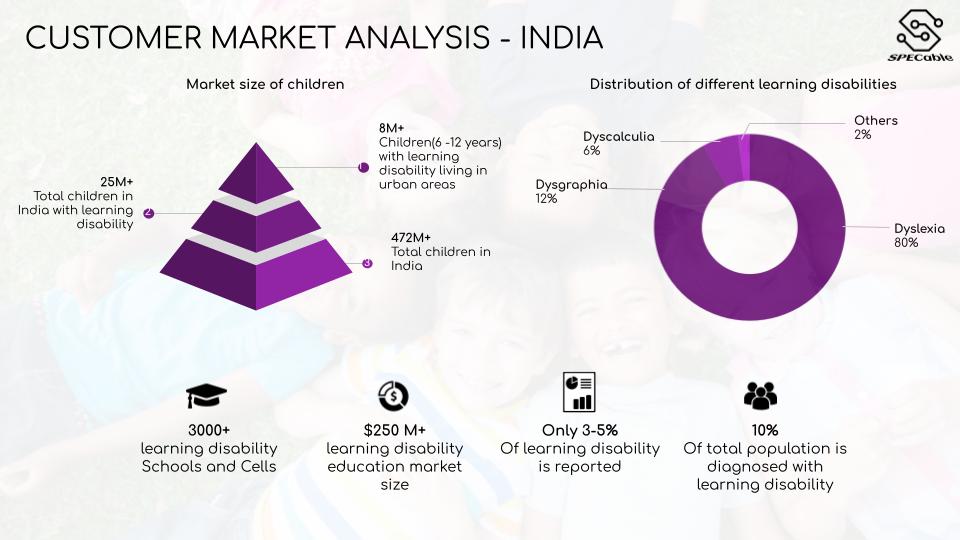 CUSTOMER MARKET ANALYSIS - INDIA
SPECable
Market size of children
8M+
Children(6 -12 years)
with learning
disability living in
urban areas
1
25M+
Total children in
India with learning
disability
2
472M+
Total children in
India
3
Distribution of different learning disabilities
Others
2%
Dyscalculia
6%
Dysgraphia
12%
Dyslexia
80%
3000+
learning disability
Schools and Cells
$
$250 M+
learning disability
education market
size
Only 3-5%
Of learning disability
is reported
10%
Of total population is
diagnosed with
learning disability